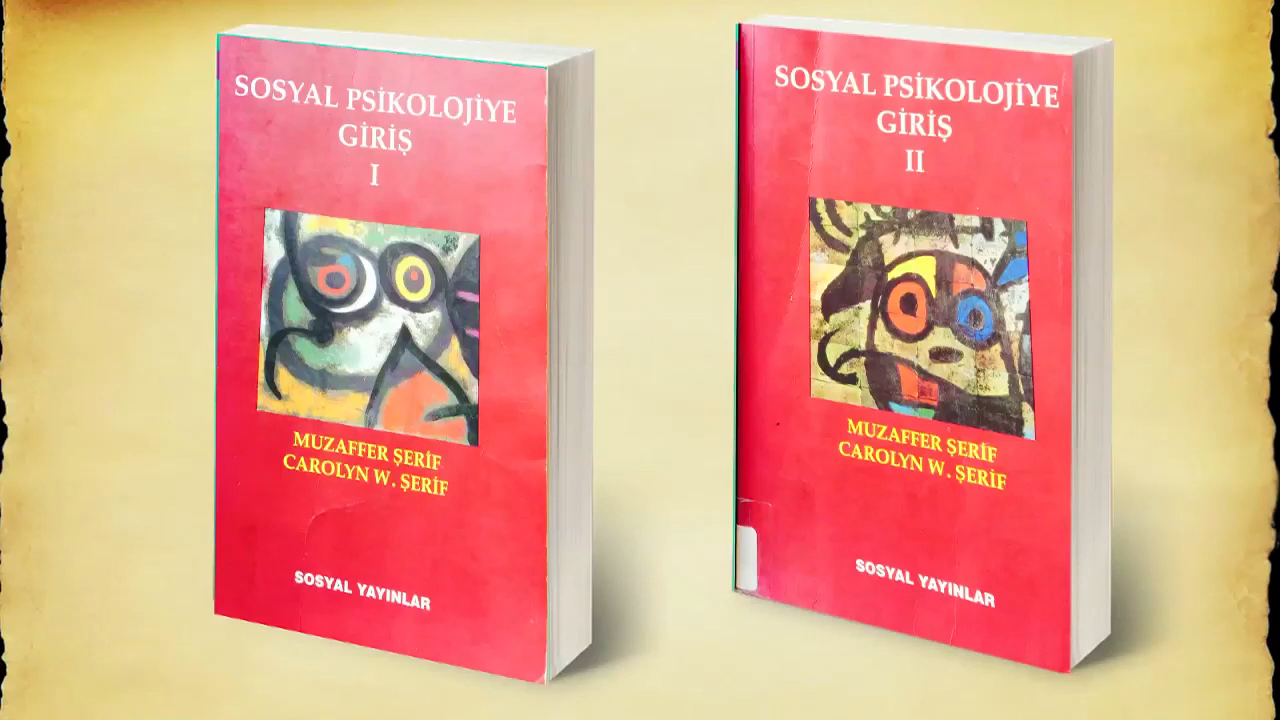 SOSYAL PSİKOLOJİYE
GİRİŞ
I
MUZAFFER ŞERİF
CAROLYN W. ŞERİF
SOSYAL YAYINLAR
SOSYAL PSİKOLOJİYE
GİRİŞ
II
MUZAFFER ŞERİF
CAROLYN W. ŞERİF
SOSYAL YAYINLAR